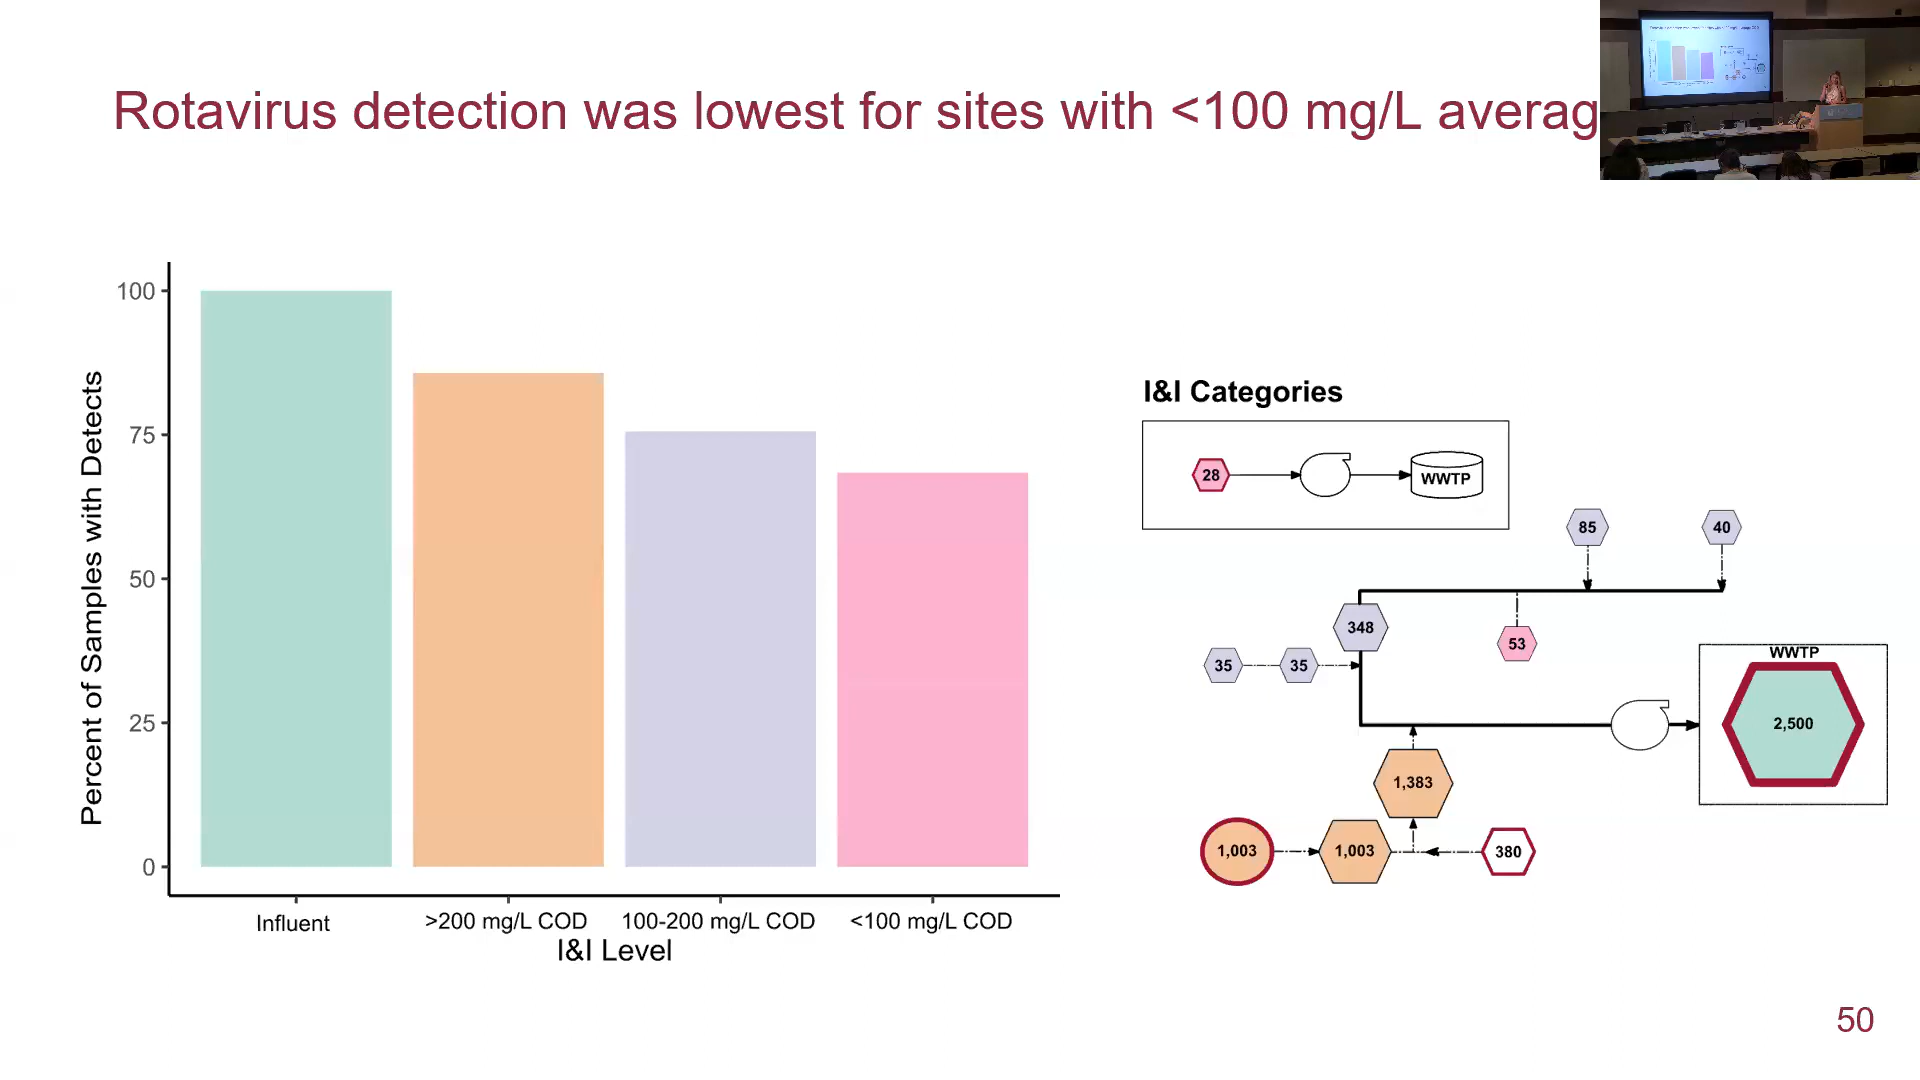 Rotavirus detection was lowest for sites with <100 mg/L averag
Percent of Samples with Detects
100
75
50
25
0
Influent
>200 mg/L COD
100-200 mg/L COD
<100 mg/L COD
I&I Level
I&I Categories
28
WWTP
85
40
348
53
35
35
WWTP
2,500
1,383
1,003
1,003
380
50